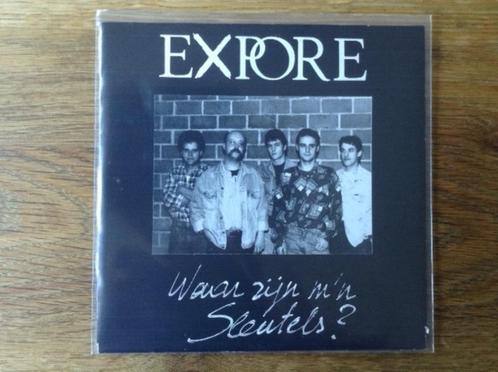 EXPORE
Waar zijn m'n
Sleutels?